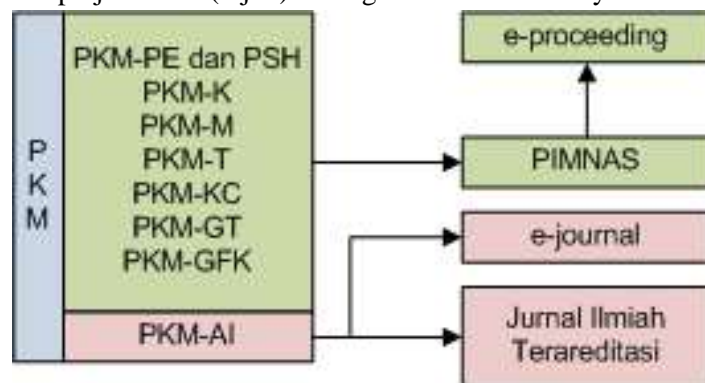 PKM
PKM-PE dan PSH
PKM-K
PKM-M
PKM-T
PKM-KC
PKM-GT
PKM-GFK
PKM-AI
e-proceeding
PIMNAS
e-journal
Jurnal Ilmiah
Terareditasi